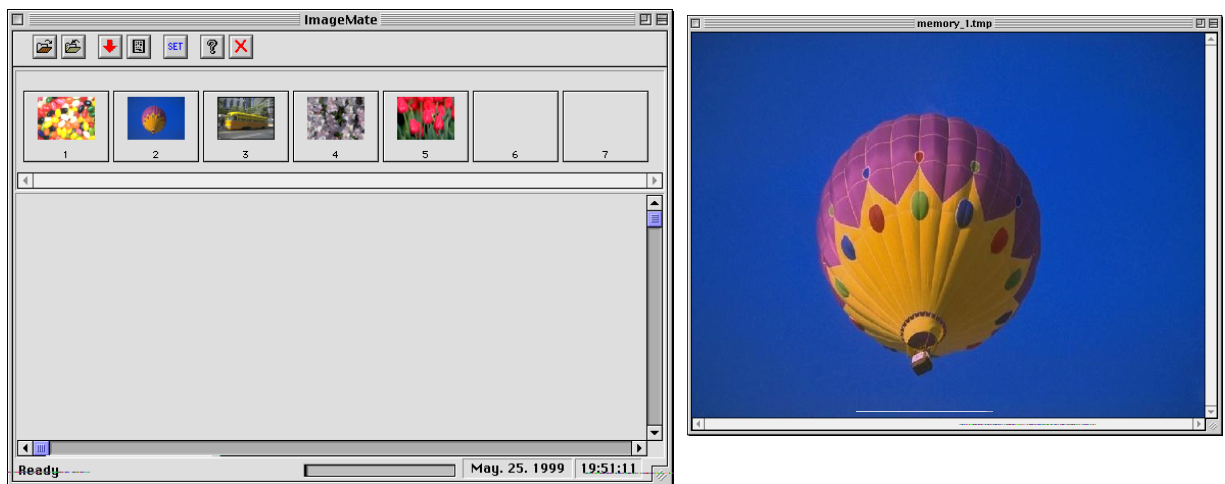 ImageMate
SET
1 2 3 4 5 6 7
Ready May. 25. 1999 19:51:11
memory_1.tmp